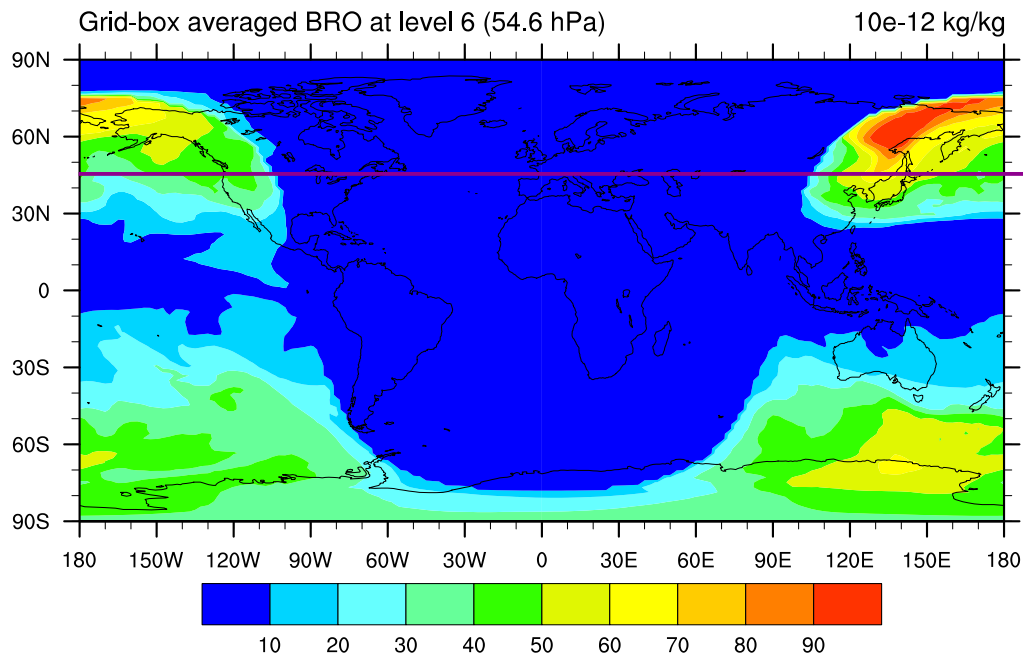 Grid-box averaged BRO at level 6 (54.6 hPa) 10e-12 kg/kg
90N
60N
30N
0
30S
60S
90S
180 150W 120W 90W 60W 30W 0 30E 60E 90E 120E 150E 180
10 20 30 40 50 60 70 80 90